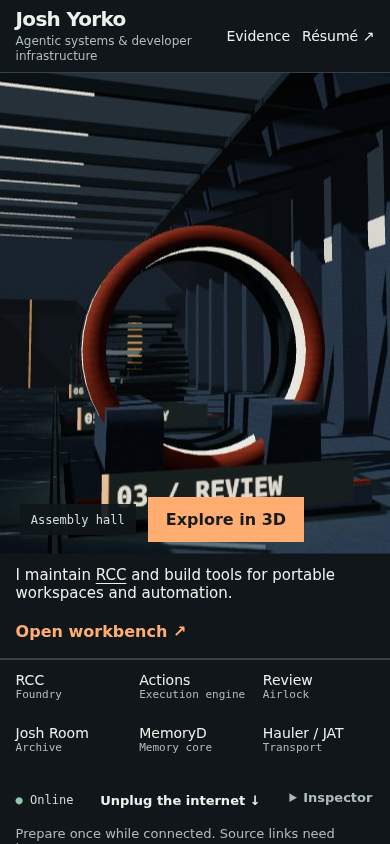 Josh Yorko
Agentic systems & developer
infrastructure
Evidence Résumé ↗
06
03 / REVIEW
Assembly hall
Explore in 3D
I maintain RCC and build tools for portable
workspaces and automation.
Open workbench ↗
RCC Actions Review
Foundry Execution engine Airlock
Josh Room MemoryD Hauler / JAT
Archive Memory core Transport
● Online Unplug the internet ↓ ▶ Inspector
Prepare once while connected. Source links need